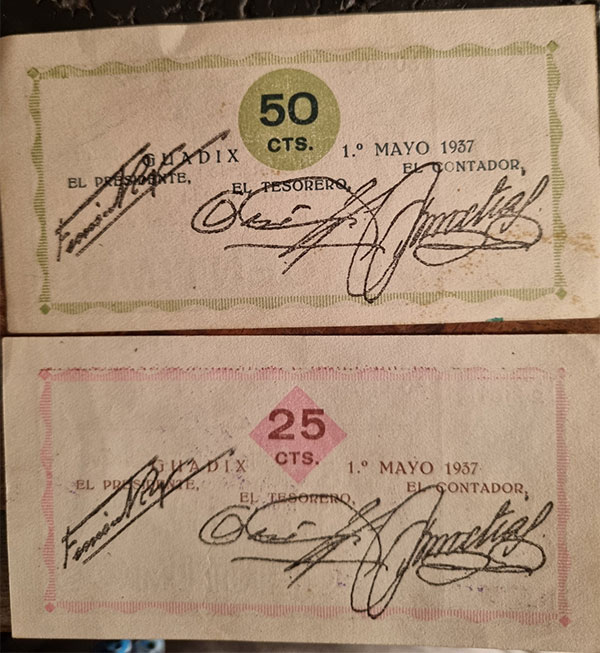 50
CTS.
GUADIX 1.º MAYO 1937
EL PRESIDENTE, EL TESORERO, EL CONTADOR,
25
CTS.
GUADIX 1.º MAYO 1937
EL PRESIDENTE, EL TESORERO, EL CONTADOR,